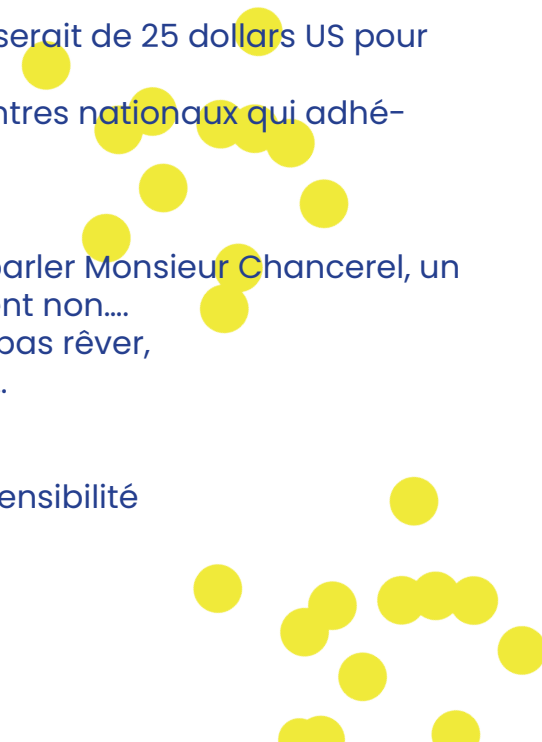 serait de 25 dollars US pour
ntres nationaux qui adhé-
parler Monsieur Chancerel, un
nt non....
pas rêver,
.
ensibilité